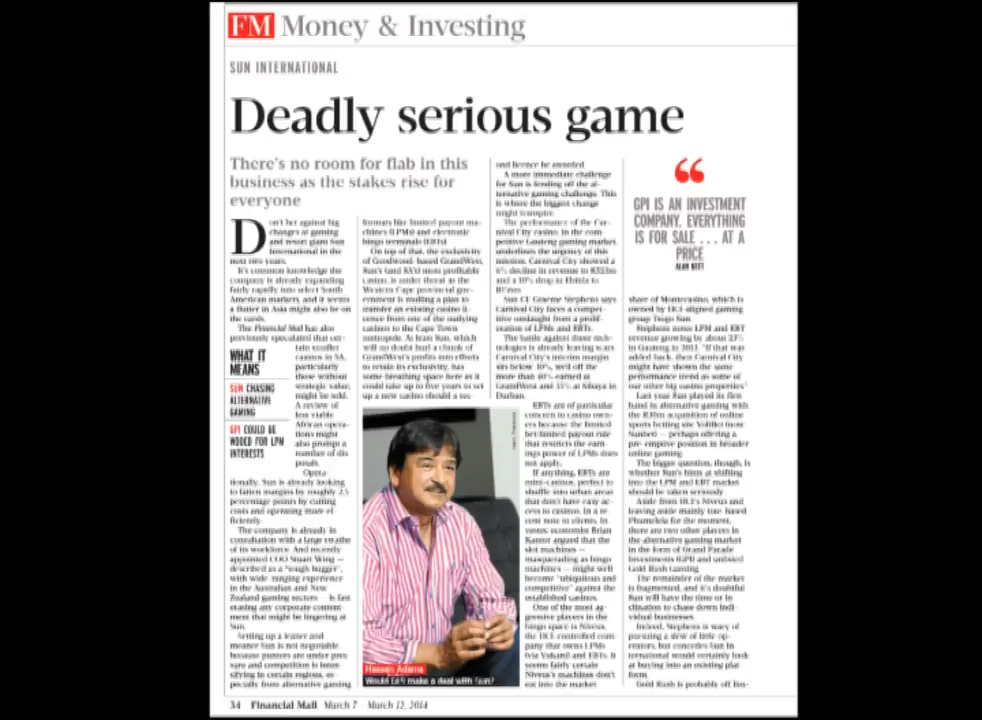 FM Money & Investing
SUN INTERNATIONAL
Deadly serious game
There's no room for flab in this
business as the stakes rise for
everyone
Don't bet against big
changes at gaming
and resort giant Sun
International in the
next two years.
It's common knowledge the
company is already expanding
fairly rapidly into select South
American markets, and it seems
a flutter in Asia might also be on
the cards.
The Financial Mail has also
previously speculated that cer-
tain smaller
casinos in SA,
particularly
those without
strategic value,
might be sold.
A review of
less viable
African opera-
tions might
also prompt a
number of dis
posals.
Opera-
tionally, Sun is already looking
to fatten margins by roughly 2,5
percentage points by cutting
costs and operating more ef-
ficiently.
The company is already in
consultation with a large swathe
of its workforce. And recently
appointed COO Stuart Wing —
described as a "tough bugger",
with wide-ranging experience
in the Australian and New
Zealand gaming sectors — is fast
erasing any corporate content-
ment that might be lingering at
Sun.
Setting up a leaner and
meaner Sun is not negotiable
because punters are under pres-
sure and competition is inten-
sifying in certain regions, es-
pecially from alternative gaming
WHAT IT
MEANS
SUN CHASING
ALTERNATIVE
GAMING
GPI COULD BE
WOOED FOR LPM
INTERESTS
formats like limited payout ma-
chines (LPMs) and electronic
bingo terminals (EBTs).
On top of that, the exclusivity
of Goodwood-based GrandWest,
Sun's (and SA's) most profitable
casino, is under threat as the
Western Cape provincial gov-
ernment is mulling a plan to
transfer an existing casino li-
cence from one of the outlying
casinos to the Cape Town
metropole. At least Sun, which
will no doubt hurl a chunk of
GrandWest's profits into efforts
to retain its exclusivity, has
some breathing space here as it
could take up to five years to set
up a new casino should a sec-
Hassen Adams
Would GPI make a deal with Sun?
ond licence be awarded.
A more immediate challenge
for Sun is fending off the al-
ternative gaming challenge. This
is where the biggest change
might transpire.
The performance of the Car-
nival City casino, in the com-
petitive Gauteng gaming market,
underlines the urgency of this
mission. Carnival City showed a
6% decline in revenue to
and a 10% drop in Ebitda to
Sun CE Graeme Stephens says
Carnival City faces a compet-
itive onslaught from a prolif-
eration of LPMs and EBTs.
The battle against these tech-
nologies is already leaving scars
Carnival City's interim margin
sits below 30%, well off the
more than 40% earned at
GrandWest and 35% at Sibaya in
Durban.
EBTs are of particular
concern to casino own-
ers because the limited
bet/limited payout rule
that restricts the earn-
ings power of LPMs does
not apply.
If anything, EBTs are
mini-casinos, perfect to
shuffle into urban areas
that don't have easy ac-
cess to casinos. In a re-
cent note to clients, In-
vestec economist Brian
Kantor argued that the
slot machines —
masquerading as bingo
machines — might well
become "ubiquitous and
competitive" against the
established casinos.
One of the most ag-
gressive players in the
bingo space is Niveus,
the HCI-controlled com-
pany that owns LPMs
(via Vukani) and EBTs. It
seems fairly certain
Niveus's machines don't
eat into the market
“
GPI IS AN INVESTMENT
COMPANY. EVERYTHING
IS FOR SALE . . . AT A
PRICE
ALAN KEET
share of Montecasino, which is
owned by HCI-aligned gaming
group Tsogo Sun.
Stephens notes LPM and EBT
revenue growing by about 23%
in Gauteng in 2013. "If that was
added back, then Carnival City
might have shown the same
performance trend as some of
our other big casino properties."
Last year Sun played its first
hand in alternative gaming with
the R30m acquisition of online
sports betting site VoltBet (now
SunBet) — perhaps offering a
pre-emptive position in broader
online gaming.
The bigger question, though, is
whether Sun's hints at shifting
into the LPM and EBT market
should be taken seriously.
Aside from HCI's Niveus and
leaving aside mainly tote-based
Phumelela for the moment,
there are two other players in
the alternative gaming market
in the form of Grand Parade
Investments (GPI) and unlisted
Gold Rush Gaming.
The remainder of the market
is fragmented, and it's doubtful
Sun will have the time or in-
clination to chase down indi-
vidual businesses.
Indeed, Stephens is wary of
pursuing a slew of little op-
erators, but concedes Sun In-
ternational would certainly look
at buying into an existing plat-
form.
Gold Rush is probably off lim-
34 Financial Mail March 7 - March 12, 2014